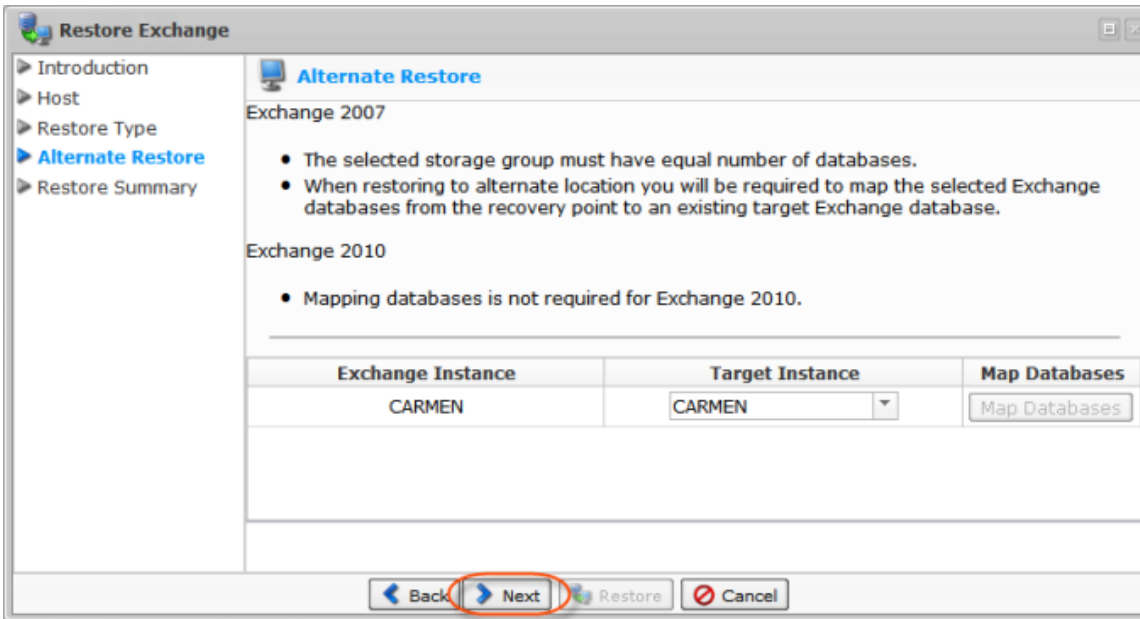 Restore Exchange
Introduction
Host
Restore Type
Alternate Restore
Restore Summary
Alternate Restore
Exchange 2007
• The selected storage group must have equal number of databases.
• When restoring to alternate location you will be required to map the selected Exchange
databases from the recovery point to an existing target Exchange database.
Exchange 2010
• Mapping databases is not required for Exchange 2010.
Exchange Instance Target Instance Map Databases
CARMEN CARMEN Map Databases
Back Next Restore Cancel